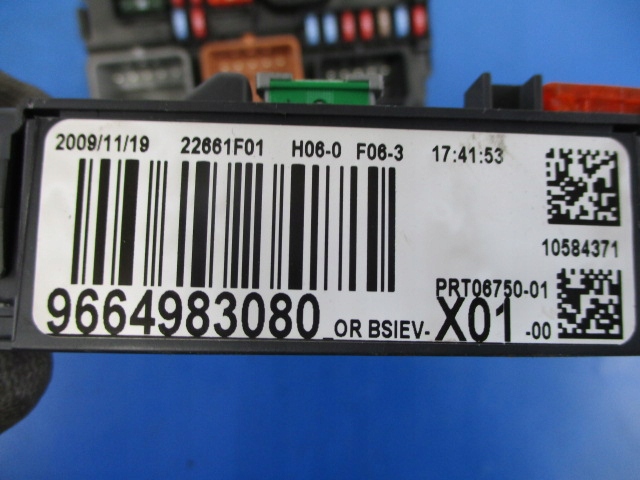 2009/11/19 22661F01 H06-0 F06-3 17:41:53
10584371
PRT06750-01
9664983080_OR BSIEV-X01-00